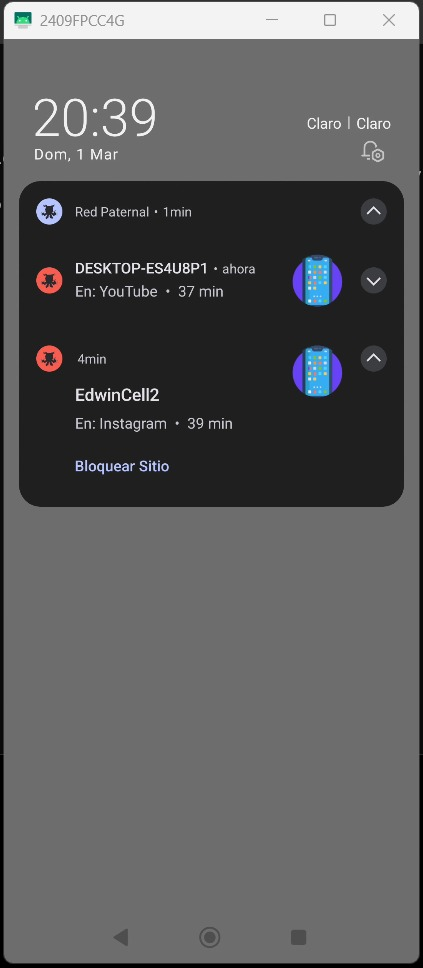 2409FPCC4G
20:39
Claro | Claro
Dom, 1 Mar
Red Paternal • 1min
DESKTOP-ES4U8P1 • ahora
En: YouTube • 37 min
4min
EdwinCell2
En: Instagram • 39 min
Bloquear Sitio